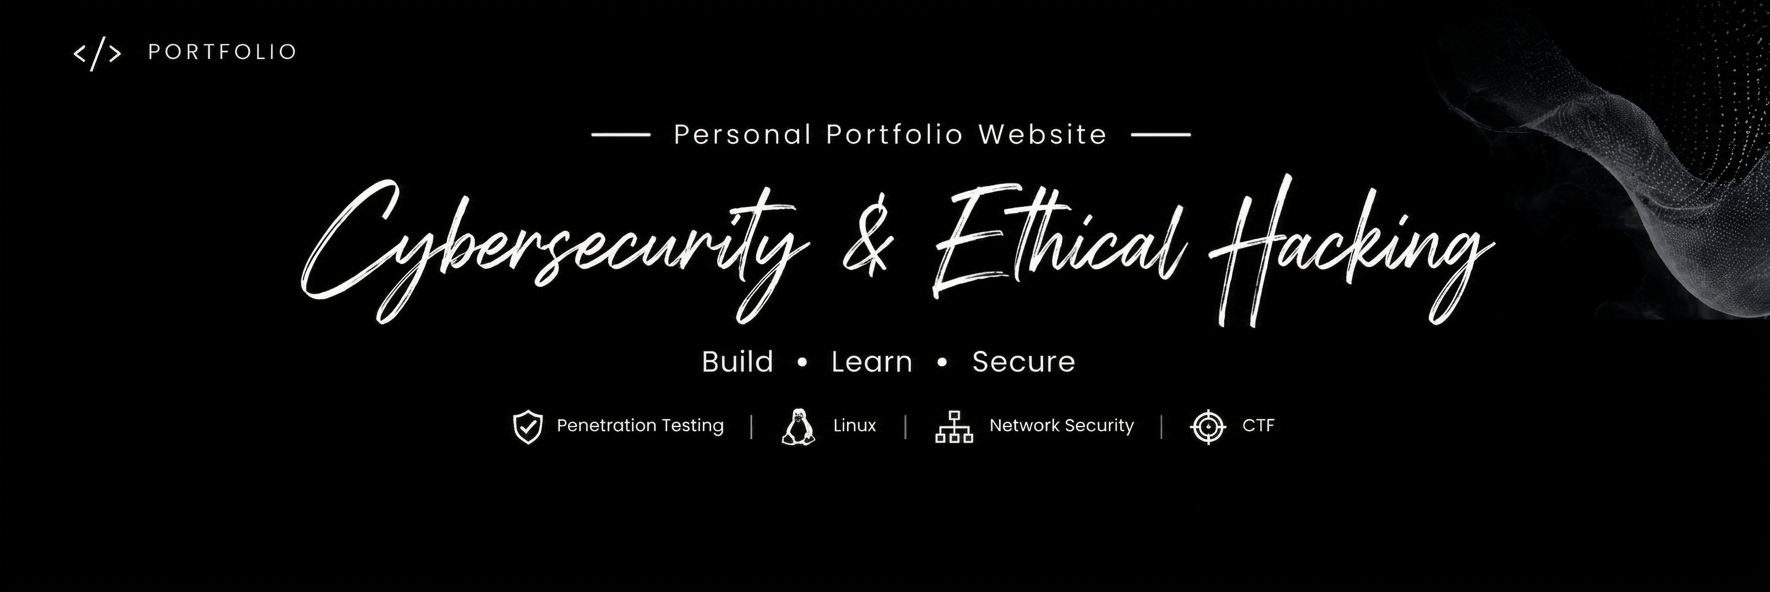 </> PORTFOLIO
Personal Portfolio Website
Cybersecurity & Ethical Hacking
Build • Learn • Secure
Penetration Testing | Linux | Network Security | CTF